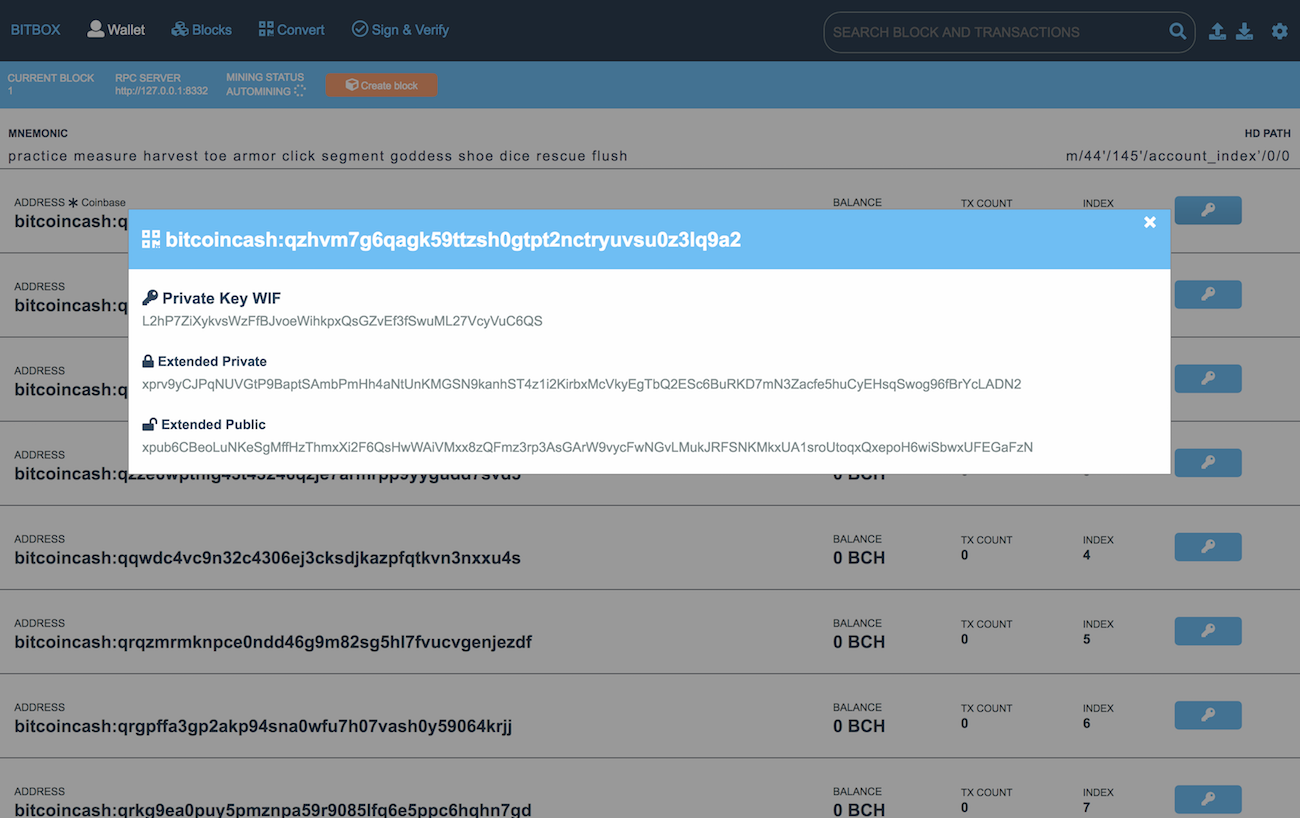 BITBOX Wallet Blocks Convert Sign & Verify SEARCH BLOCK AND TRANSACTIONS
CURRENT BLOCK RPC SERVER MINING STATUS
1 http://127.0.0.1:8332 AUTOMINING Create block
MNEMONIC HD PATH
practice measure harvest toe armor click segment goddess shoe dice rescue flush m/44'/145'/account_index'/0/0
ADDRESS * Coinbase BALANCE TX COUNT INDEX
bitcoincash:q
bitcoincash:qzhvm7g6qagk59ttzsh0gtpt2nctryuvsu0z3lq9a2
Private Key WIF
L2hP7ZiXykvsWzFfBJvoeWihkpxQsGZvEf3fSwuML27VcyVuC6QS
Extended Private
xprv9yCJPqNUVGtP9BaptSAmbPmHh4aNtUnKMGSN9kanhST4z1i2KirbxMcVkyEgTbQ2ESc6BuRKD7mN3Zacfe5huCyEHsqSwog96fBrYcLADN2
Extended Public
xpub6CBeoLuNKeSgMffHzThmxXi2F6QsHwWAiVMxx8zQFmz3rp3AsGArW9vycFwNGvLMukJRFSNKMkxUA1sroUtoqxQxepoH6wiSbwxUFEGaFzN
ADDRESS
bitcoincash:q
ADDRESS
bitcoincash:q
ADDRESS
0 BCH
ADDRESS BALANCE TX COUNT INDEX
bitcoincash:qqwdc4vc9n32c4306ej3cksdjkazpfqtkvn3nxxu4s 0 BCH 0 4
ADDRESS BALANCE TX COUNT INDEX
bitcoincash:qrqzmrmknpce0ndd46g9m82sg5hl7fvucvgenjezdf 0 BCH 0 5
ADDRESS BALANCE TX COUNT INDEX
bitcoincash:qrgpffa3gp2akp94sna0wfu7h07vash0y59064krjj 0 BCH 0 6
ADDRESS BALANCE TX COUNT INDEX
bitcoincash:qrkg9ea0puy5pmznpa59r9085lfq6e5ppc6hqhn7gd 0 BCH 0 7